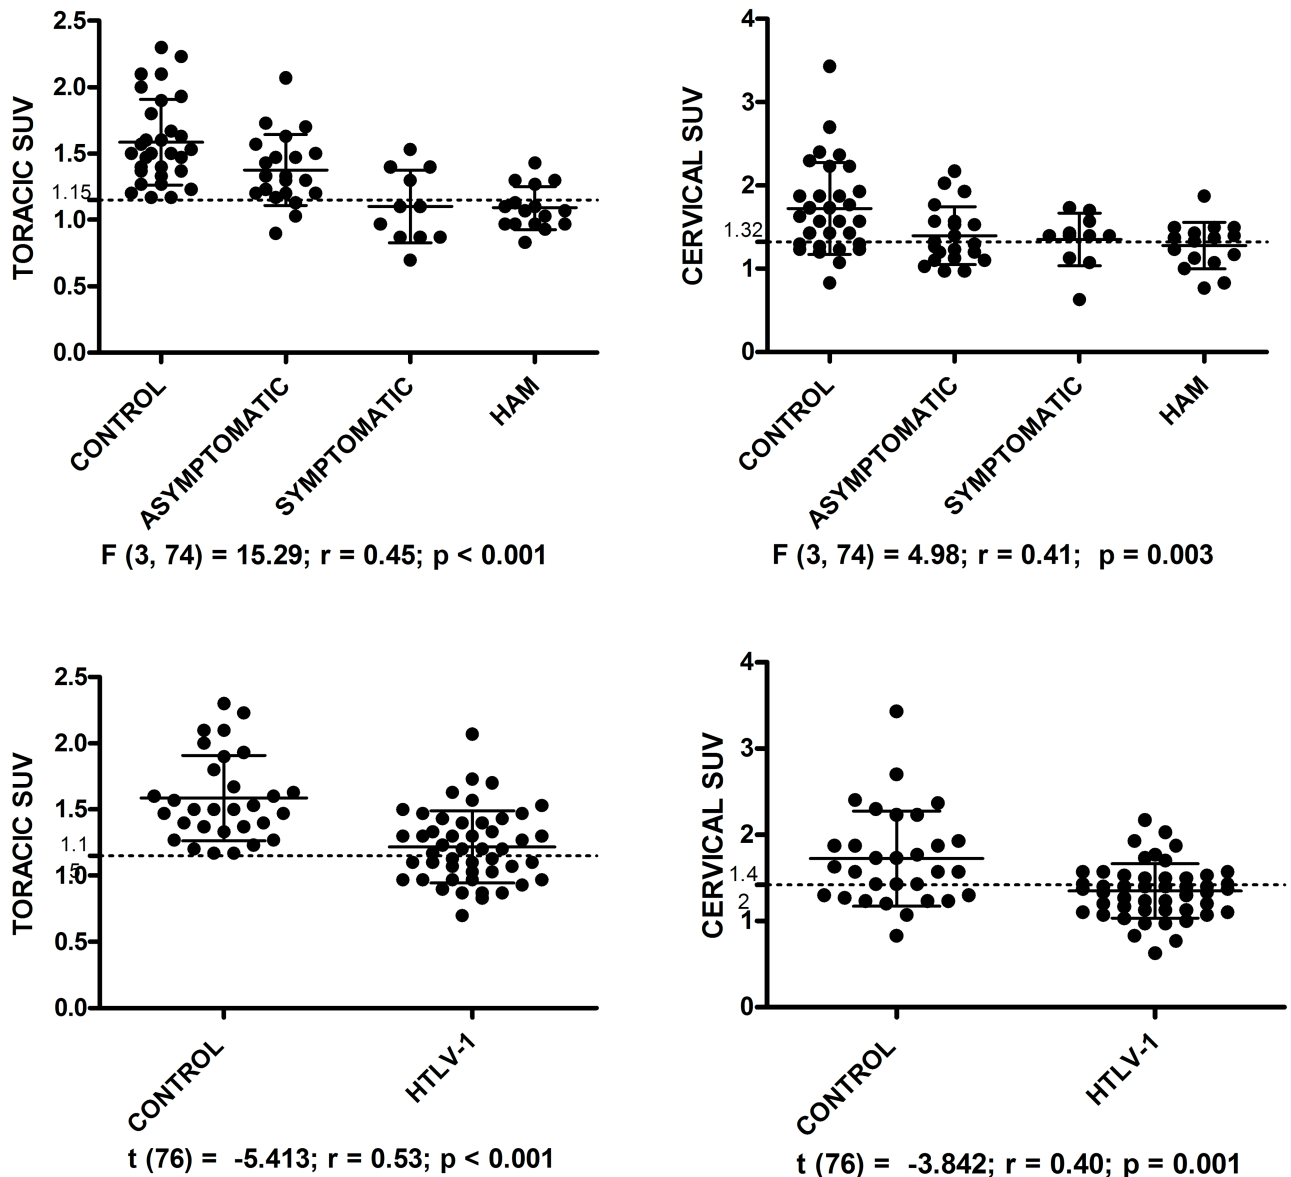 TORACIC SUV
2.5
2.0
1.5
1.15
1.0
0.5
0.0
CONTROL
ASYMPTOMATIC
SYMPTOMATIC
HAM
F (3, 74) = 15.29; r = 0.45; p < 0.001
CERVICAL SUV
4
3
2
1.32
1
0
CONTROL
ASYMPTOMATIC
SYMPTOMATIC
HAM
F (3, 74) = 4.98; r = 0.41;  p = 0.003
TORACIC SUV
2.5
2.0
1.5
1.1
5
1.0
0.5
0.0
CONTROL
HTLV-1
t (76) =  -5.413; r = 0.53; p < 0.001
CERVICAL SUV
4
3
2
1.4
2
1
0
CONTROL
HTLV-1
t (76) =  -3.842; r = 0.40; p = 0.001